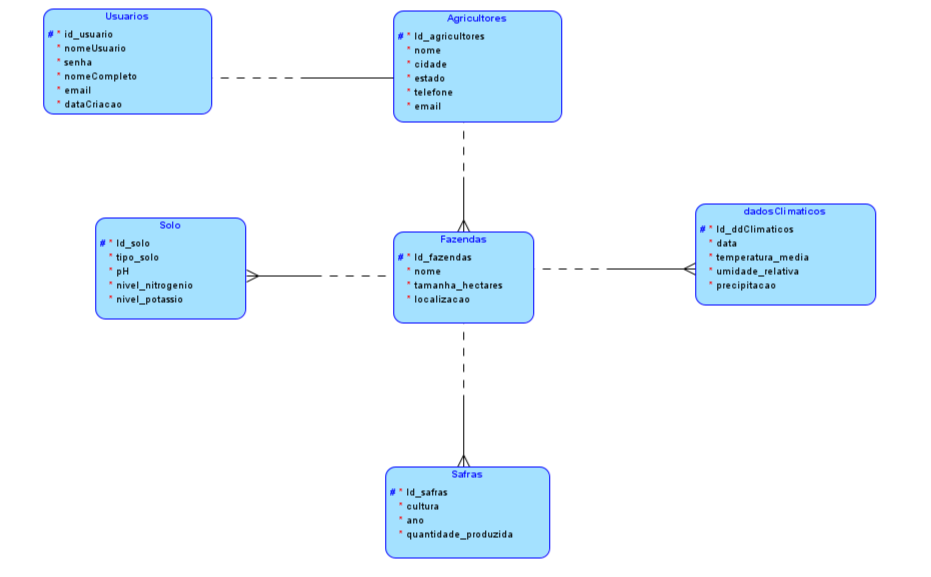 Usuarios
# * id_usuario
* nomeUsuario
* senha
* nomeCompleto
* email
* dataCriacao
Agricultores
# * Id_agricultores
* nome
* cidade
* estado
* telefone
* email
Solo
# * Id_solo
* tipo_solo
* pH
* nivel_nitrogenio
* nivel_potassio
Fazendas
# * Id_fazendas
* nome
* tamanha_hectares
* localizacao
dadosClimaticos
# * Id_ddClimaticos
* data
* temperatura_media
* umidade_relativa
* precipitacao
Safras
# * Id_safras
* cultura
* ano
* quantidade_produzida